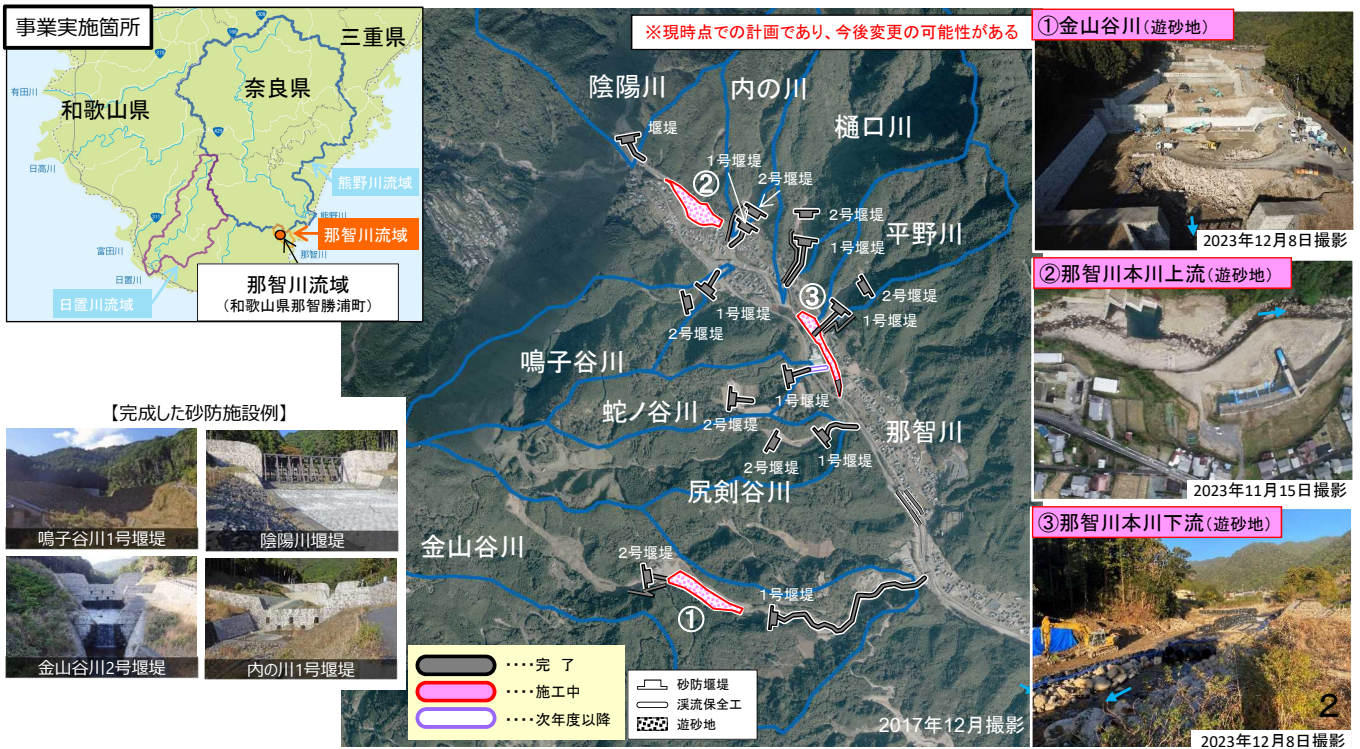 事業実施箇所
三重県
奈良県
和歌山県
有田川
日高川
富田川
日置川
熊野川
那智川
熊野川流域
那智川流域
日置川流域
那智川流域
(和歌山県那智勝浦町)
【完成した砂防施設例】
鳴子谷川1号堰堤
陰陽川堰堤
金山谷川2号堰堤
内の川1号堰堤
※現時点での計画であり、今後変更の可能性がある
陰陽川
内の川
樋口川
堰堤
②
1号堰堤
2号堰堤
2号堰堤
1号堰堤
平野川
③
2号堰堤
1号堰堤
1号堰堤
2号堰堤
鳴子谷川
1号堰堤
蛇ノ谷川
2号堰堤
那智川
1号堰堤
2号堰堤
尻剣谷川
金山谷川
2号堰堤
1号堰堤
①
‥‥完 了
‥‥施工中
‥‥次年度以降
砂防堰堤
渓流保全工
遊砂地
2017年12月撮影
①金山谷川(遊砂地)
2023年12月8日撮影
②那智川本川上流(遊砂地)
2023年11月15日撮影
③那智川本川下流(遊砂地)
2
2023年12月8日撮影